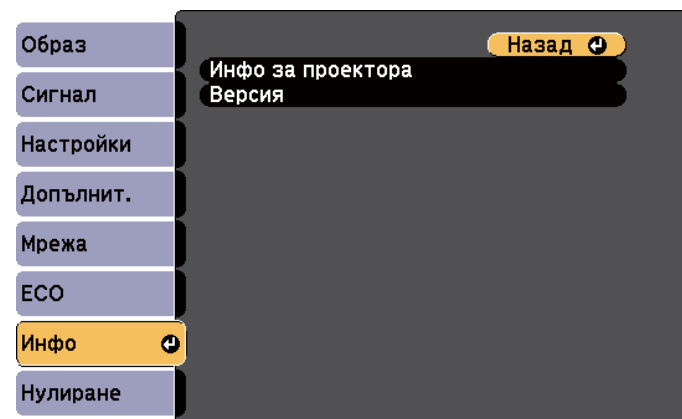 Образ
Сигнал
Настройки
Допълнит.
Мрежа
ECO
Инфо
Нулиране
Назад
Инфо за проектора
Версия